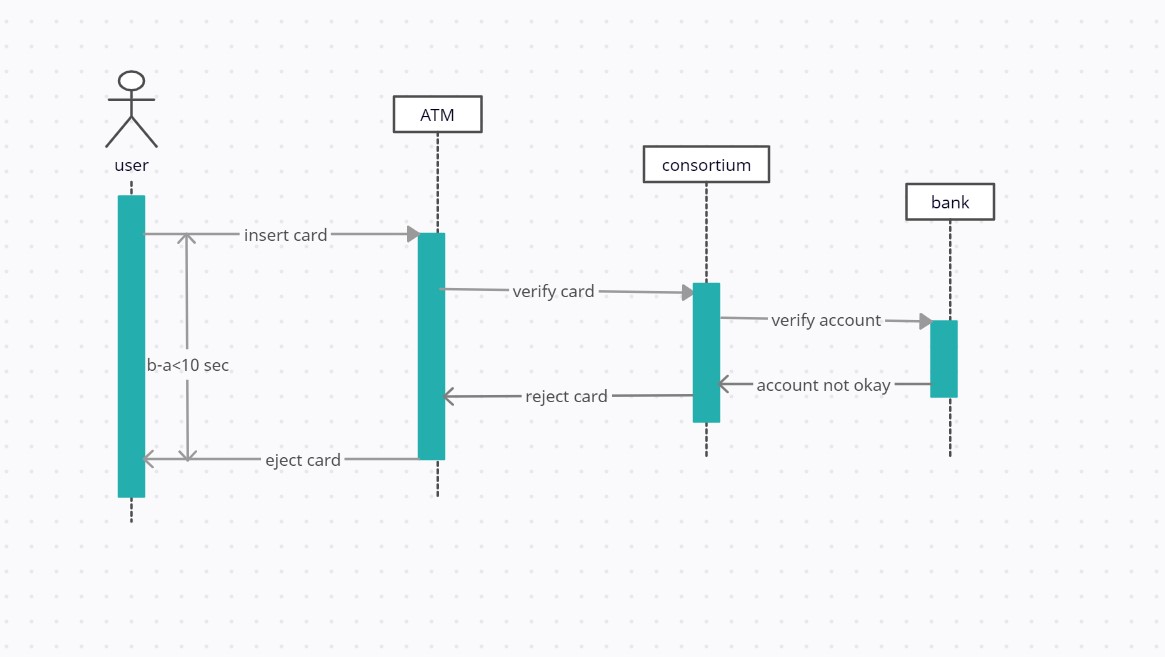 user
ATM
consortium
bank
insert card
verify card
verify account
b-a<10 sec
account not okay
reject card
eject card